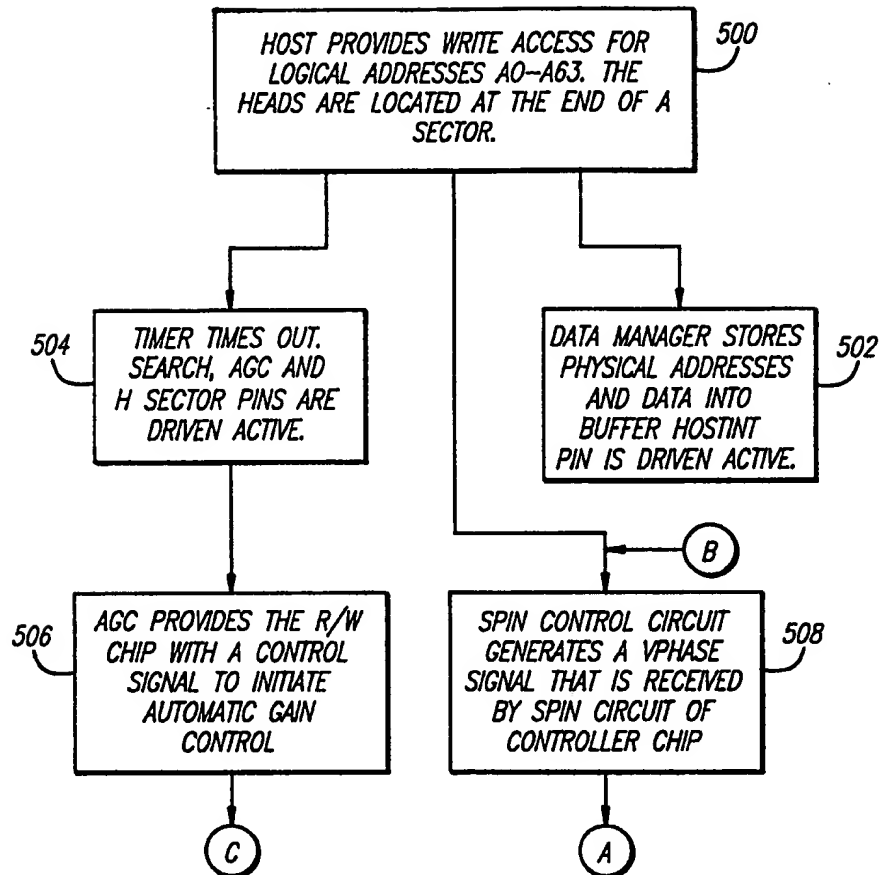 HOST PROVIDES WRITE ACCESS FOR
LOGICAL ADDRESSES A0-A63. THE
HEADS ARE LOCATED AT THE END OF A
SECTOR.
500
504
TIMER TIMES OUT.
SEARCH, AGC AND
H SECTOR PINS ARE
DRIVEN ACTIVE.
DATA MANAGER STORES
PHYSICAL ADDRESSES
AND DATA INTO
BUFFER HOSTINT
PIN IS DRIVEN ACTIVE.
502
B
506
AGC PROVIDES THE R/W
CHIP WITH A CONTROL
SIGNAL TO INITIATE
AUTOMATIC GAIN
CONTROL
SPIN CONTROL CIRCUIT
GENERATES A VPHASE
SIGNAL THAT IS RECEIVED
BY SPIN CIRCUIT OF
CONTROLLER CHIP
508
C
A